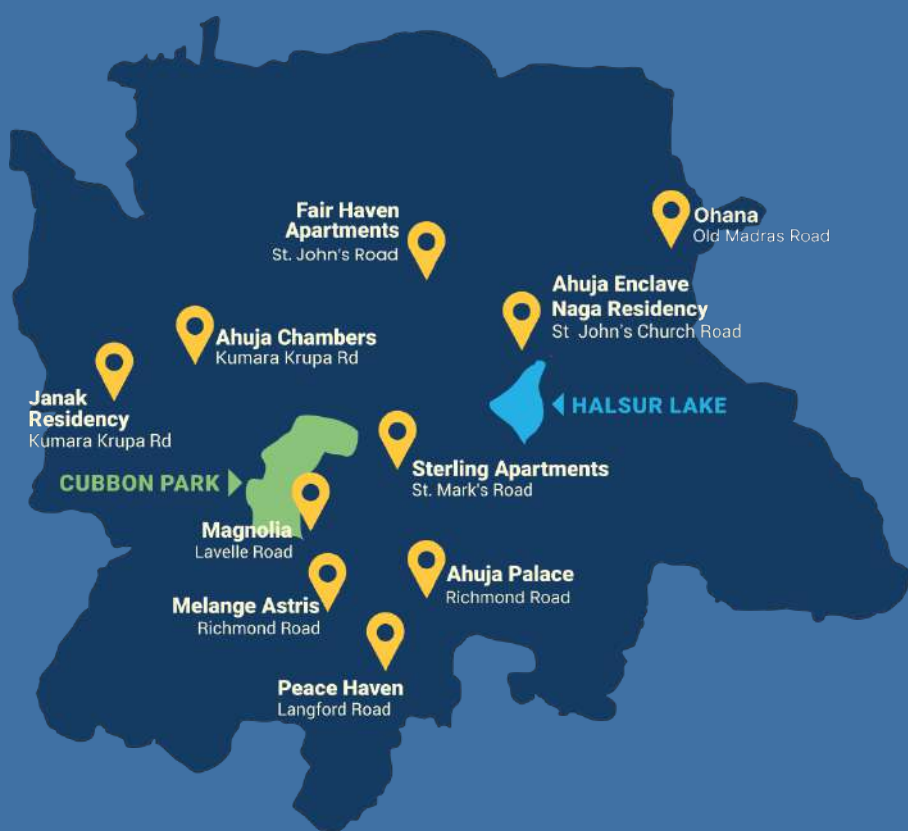 Fair Haven
Apartments
St. John's Road
Ohana
Old Madras Road
Ahuja Enclave
Naga Residency
St John's Church Road
Ahuja Chambers
Kumara Krupa Rd
Janak
Residency
Kumara Krupa Rd
HALSUR LAKE
CUBBON PARK
Sterling Apartments
St. Mark's Road
Magnolia
Lavelle Road
Ahuja Palace
Richmond Road
Melange Astris
Richmond Road
Peace Haven
Langford Road